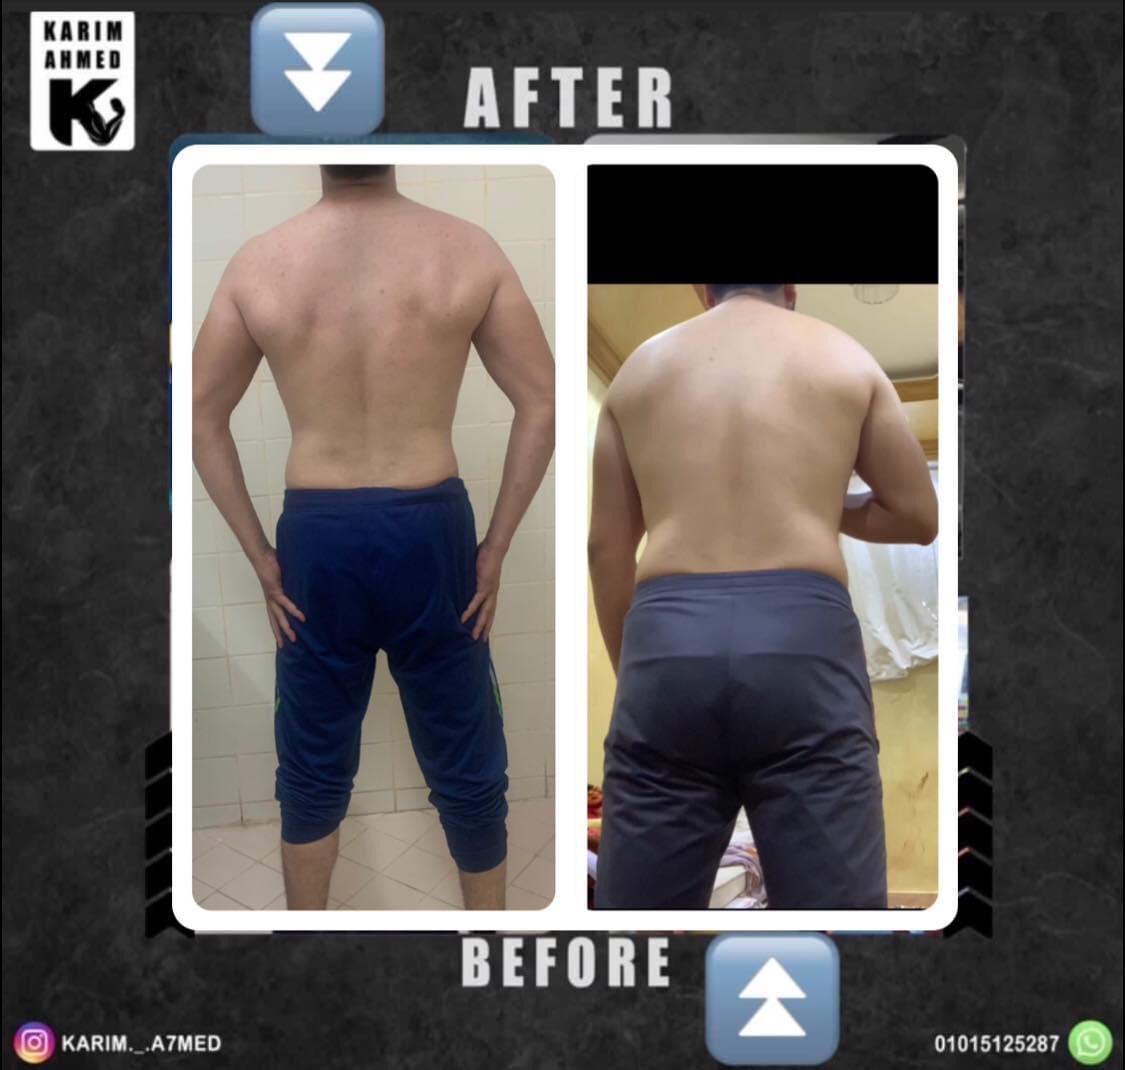 KARIM
AHMED
K
AFTER
BEFORE
KARIM._.A7MED
01015125287